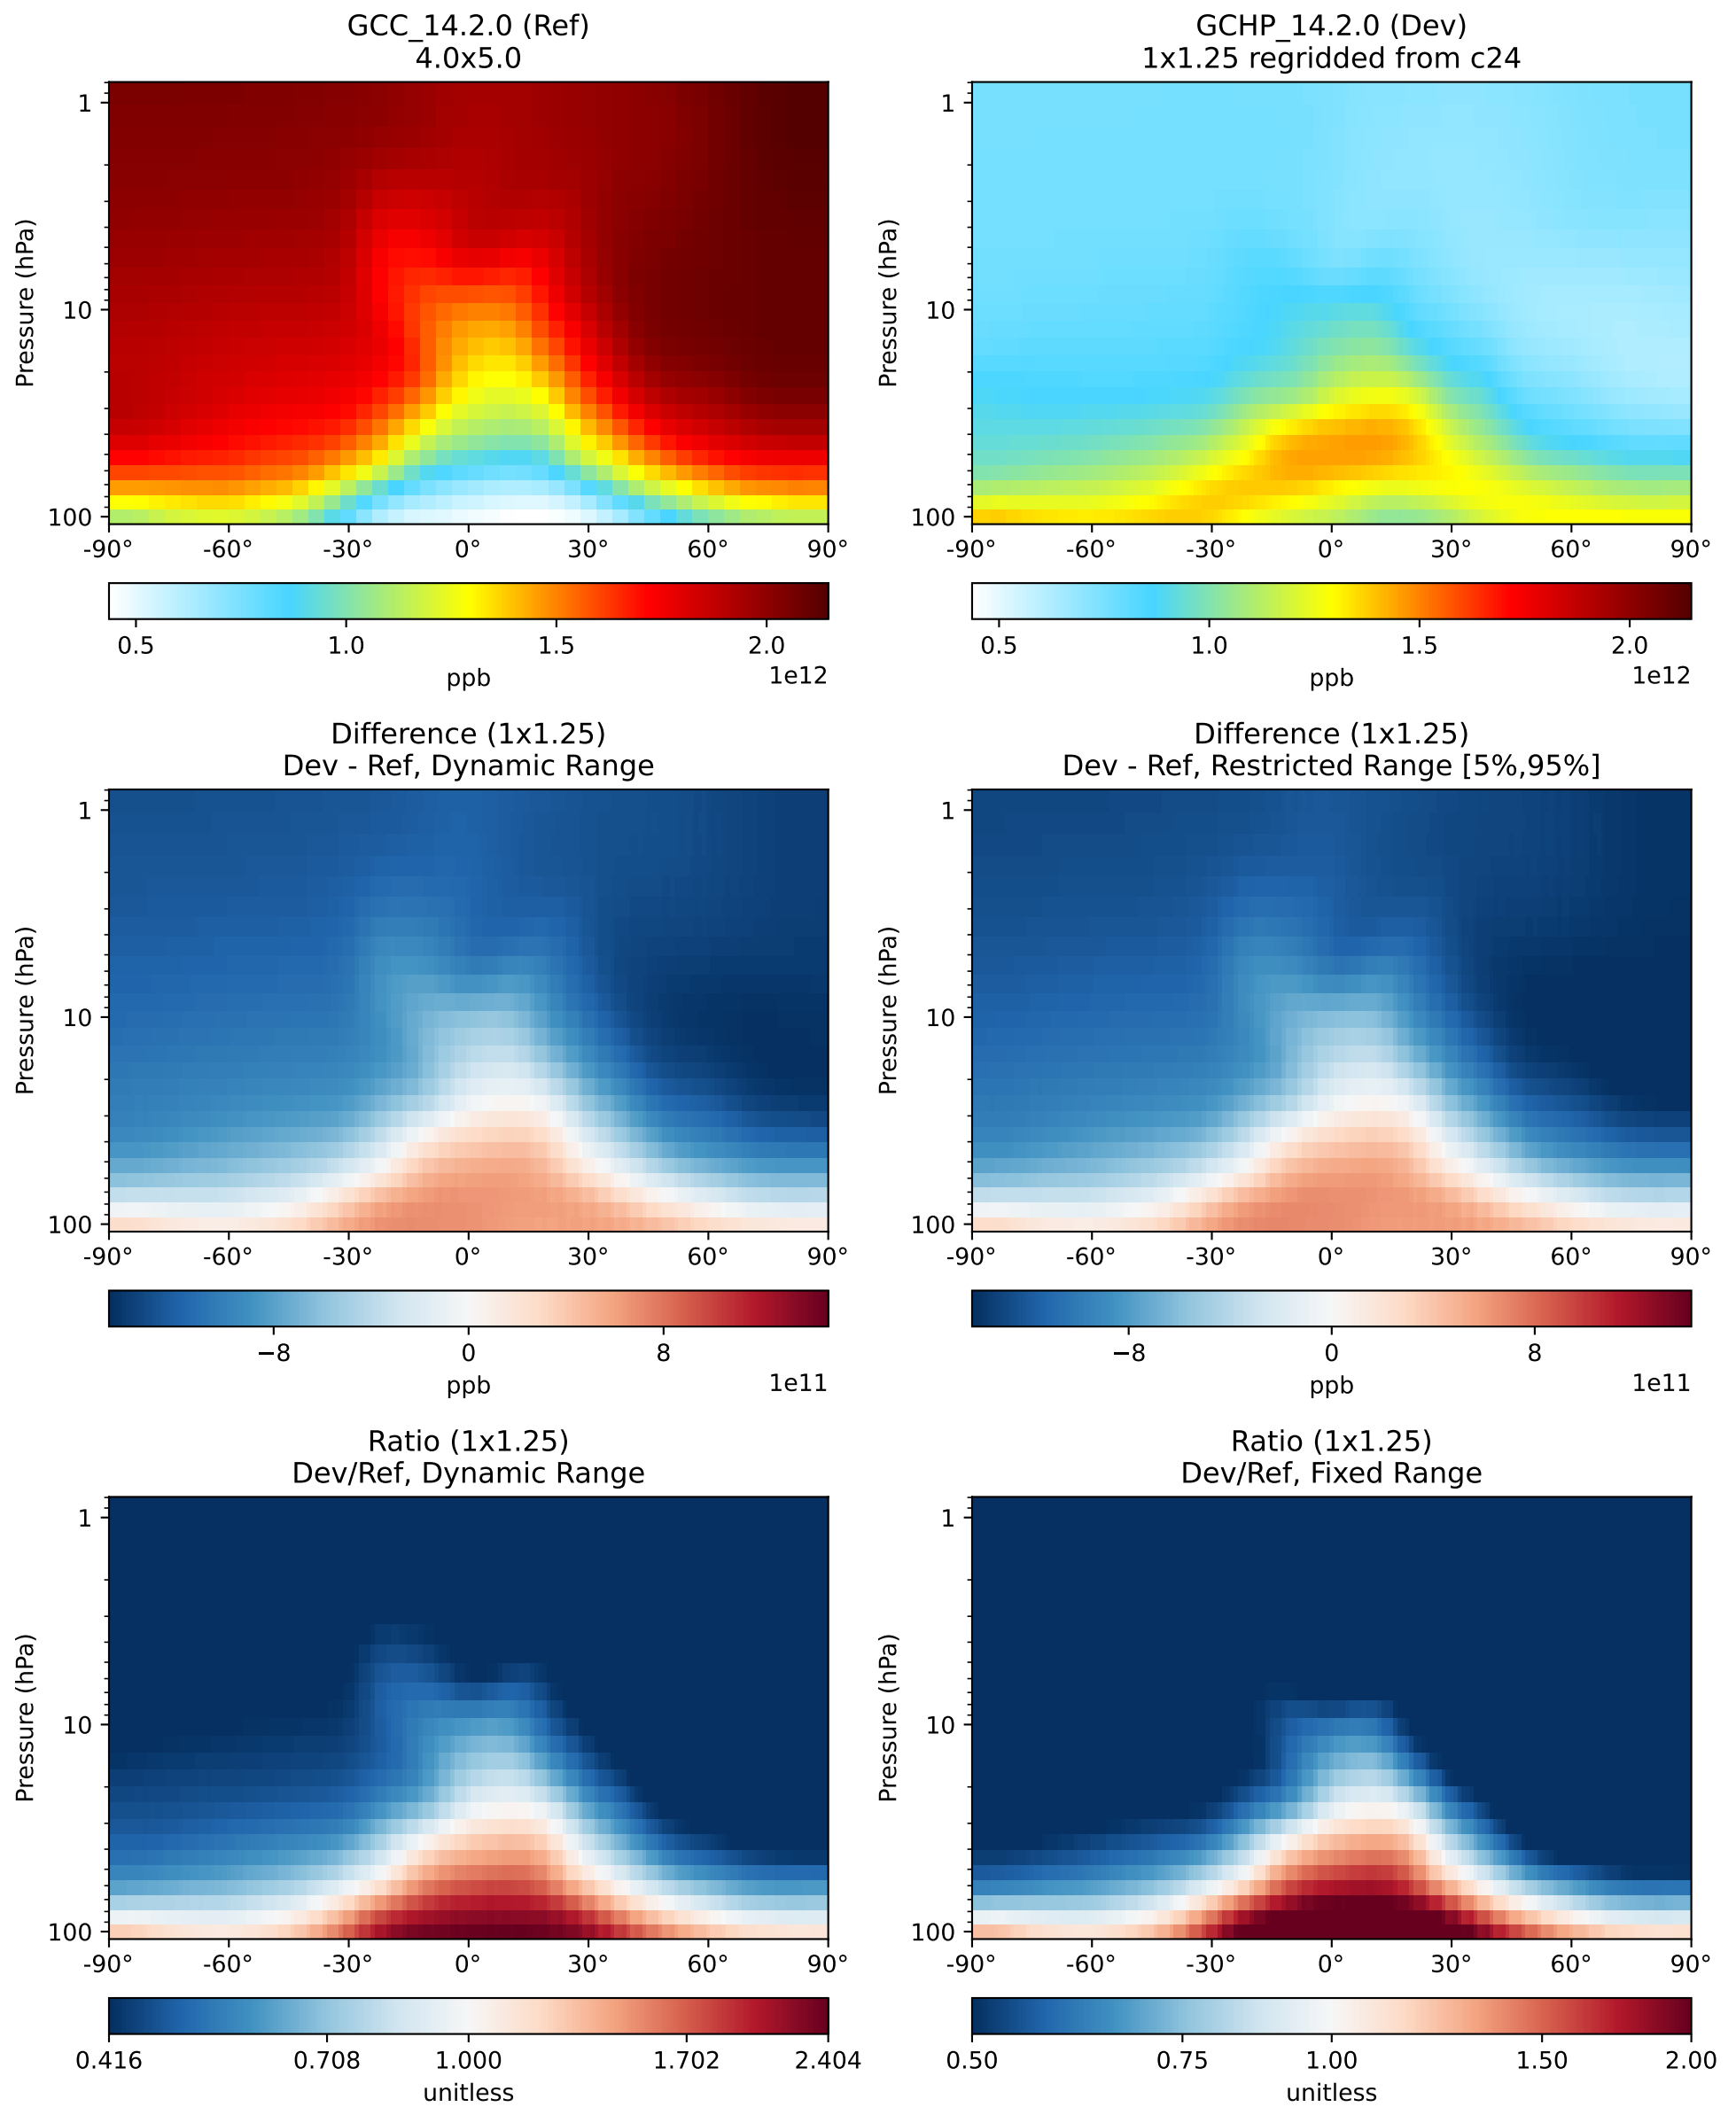 GCC_14.2.0 (Ref)
4.0x5.0
Pressure (hPa)
1
10
100
-90° -60° -30° 0° 30° 60° 90°
0.5 1.0 1.5 2.0
ppb
1e12
GCHP_14.2.0 (Dev)
1x1.25 regridded from c24
Pressure (hPa)
1
10
100
-90° -60° -30° 0° 30° 60° 90°
0.5 1.0 1.5 2.0
ppb
1e12
Difference (1x1.25)
Dev - Ref, Dynamic Range
Pressure (hPa)
1
10
100
-90° -60° -30° 0° 30° 60° 90°
−8 0 8
ppb
1e11
Difference (1x1.25)
Dev - Ref, Restricted Range [5%,95%]
Pressure (hPa)
1
10
100
-90° -60° -30° 0° 30° 60° 90°
−8 0 8
ppb
1e11
Ratio (1x1.25)
Dev/Ref, Dynamic Range
Pressure (hPa)
1
10
100
-90° -60° -30° 0° 30° 60° 90°
0.416 0.708 1.000 1.702 2.404
unitless
Ratio (1x1.25)
Dev/Ref, Fixed Range
Pressure (hPa)
1
10
100
-90° -60° -30° 0° 30° 60° 90°
0.50 0.75 1.00 1.50 2.00
unitless